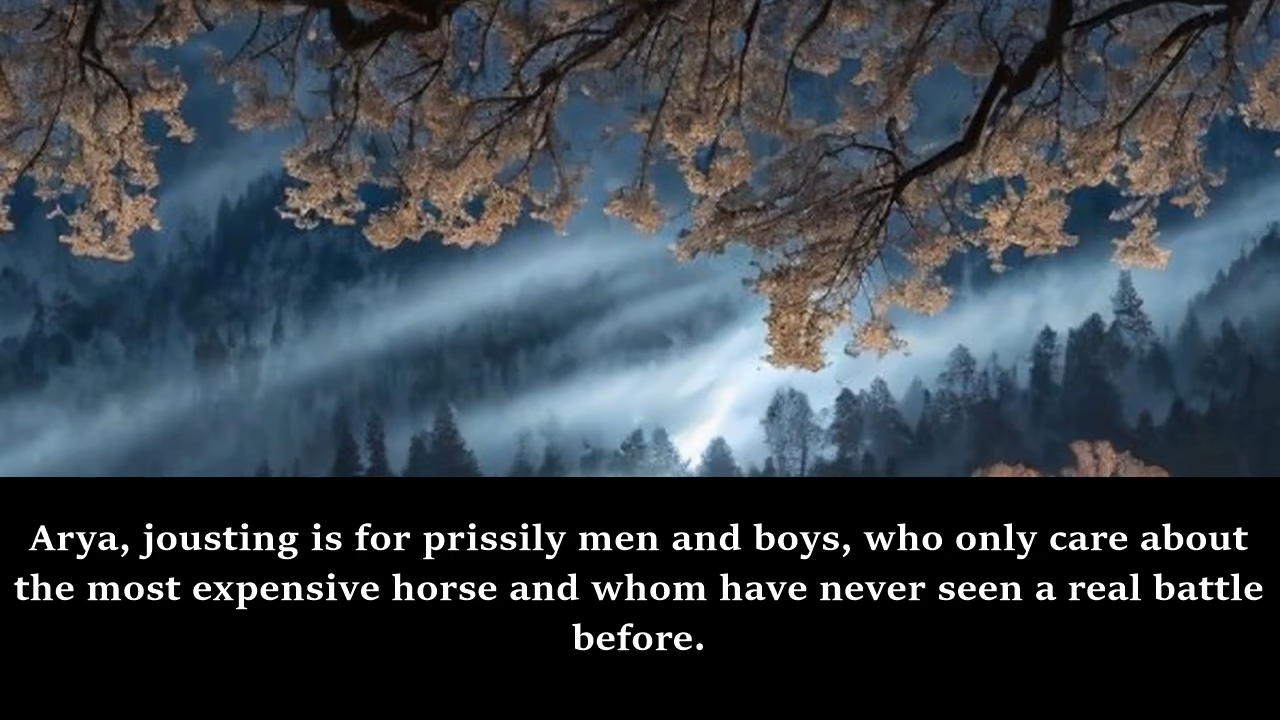 Arya, jousting is for prissily men and boys, who only care about
the most expensive horse and whom have never seen a real battle
before.